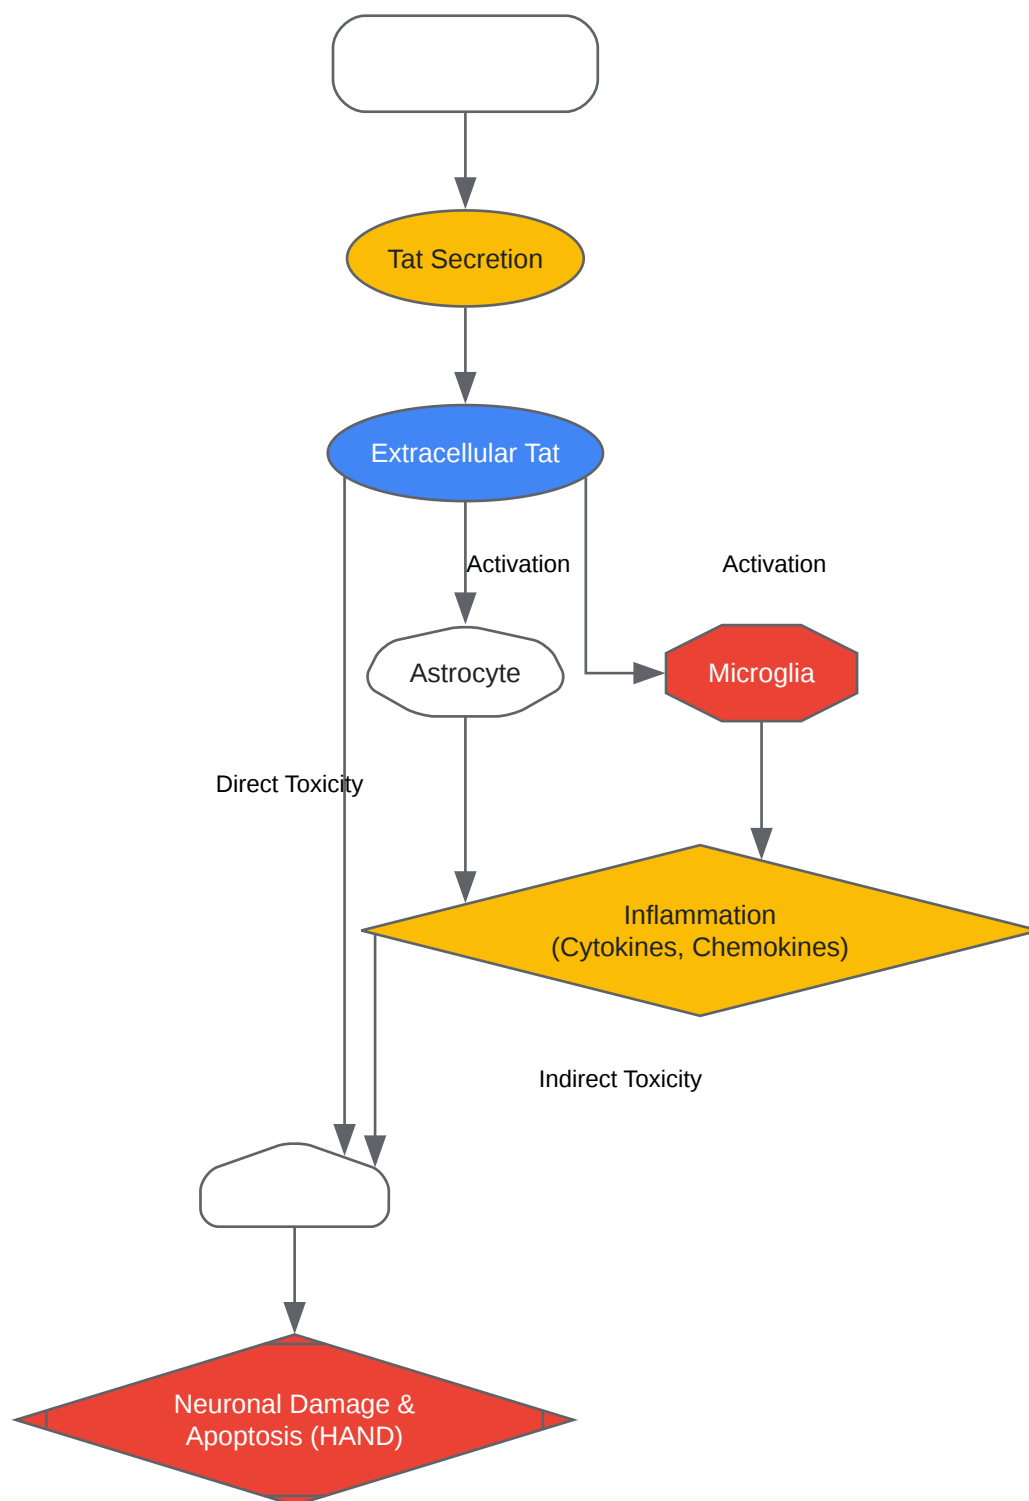 Tat Secretion
Extracellular Tat
Activation
Activation
Astrocyte
Microglia
Direct Toxicity
Inflammation
(Cytokines, Chemokines)
Indirect Toxicity
Neuronal Damage &
Apoptosis (HAND)